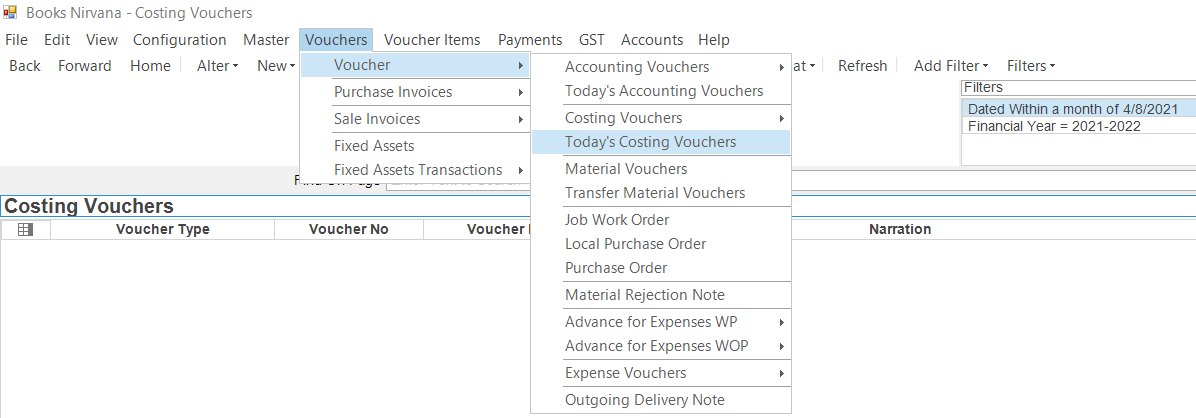 Books Nirvana - Costing Vouchers
File Edit View Configuration Master Vouchers Voucher Items Payments GST Accounts Help
Back Forward Home Alter New at Refresh Add Filter Filters
Voucher
Purchase Invoices
Sale Invoices
Fixed Assets
Fixed Assets Transactions
Accounting Vouchers
Today's Accounting Vouchers
Costing Vouchers
Today's Costing Vouchers
Material Vouchers
Transfer Material Vouchers
Job Work Order
Local Purchase Order
Purchase Order
Material Rejection Note
Advance for Expenses WP
Advance for Expenses WOP
Expense Vouchers
Outgoing Delivery Note
Filters
Dated Within a month of 4/8/2021
Financial Year = 2021-2022
Costing Vouchers
Voucher Type Voucher No Voucher Narration